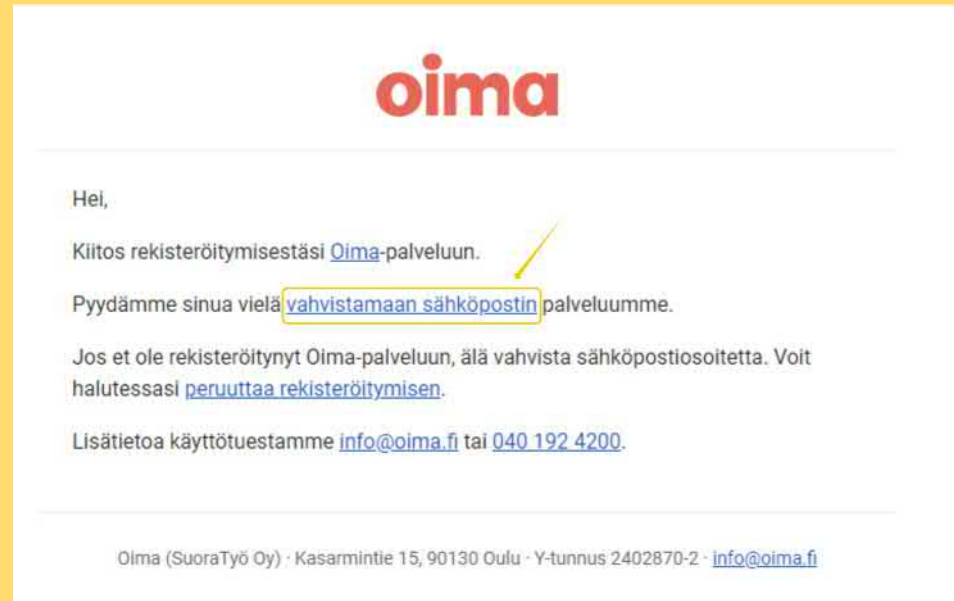 oima
Hei,
Kiitos rekisteröitymisestäsi Oima-palveluun.
Pyydämme sinua vielä vahvistamaan sähköpostin palveluumme.
Jos et ole rekisteröitynyt Oima-palveluun, älä vahvista sähköpostiosoitetta. Voit
halutessasi peruuttaa rekisteröitymisen.
Lisätietoa käyttötuestamme info@oima.fi tai 040 192 4200.
Oima (SuoraTyö Oy) · Kasarmintie 15, 90130 Oulu · Y-tunnus 2402870-2 · info@oima.fi